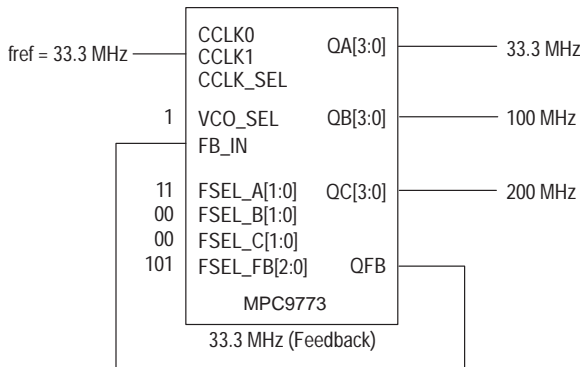 CCLK0
fref = 33.3 MHz
CCLK1
CCLK_SEL
QA[3:0]
33.3 MHz
1
VCO_SEL
QB[3:0]
100 MHz
FB_IN
11
FSEL_A[1:0]
QC[3:0]
200 MHz
00
FSEL_B[1:0]
00
FSEL_C[1:0]
101
FSEL_FB[2:0]
QFB
MPC9773
33.3 MHz (Feedback)